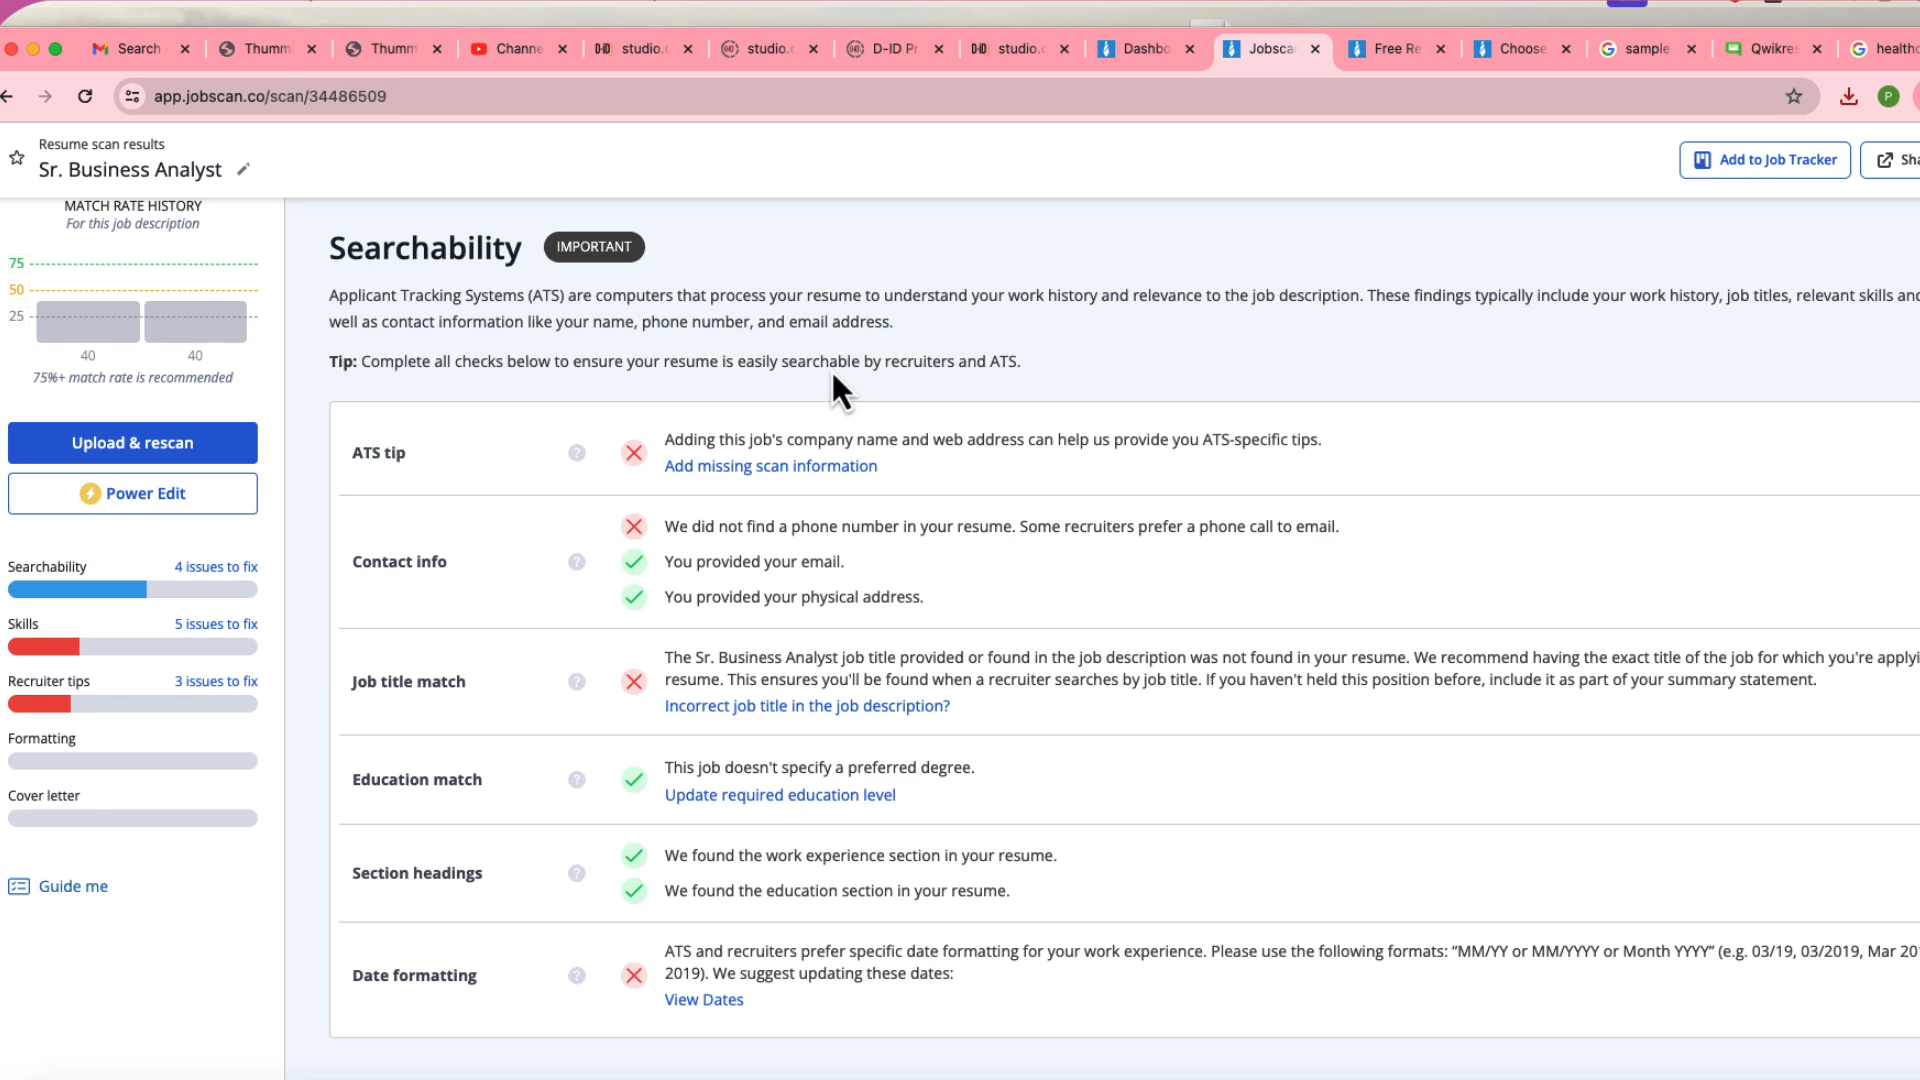 Search
Thumm
Thumm
Channe
D-ID studio.
studio.
D-ID Pr
D-ID studio.
Dashbo
Jobsca
Free Re
Choose
sample
Qwikre
health
app.jobscan.co/scan/34486509
P
Resume scan results
Sr. Business Analyst
Add to Job Tracker
Sha
MATCH RATE HISTORY
For this job description
75
50
25
40 40
75%+ match rate is recommended
Upload & rescan
Power Edit
Searchability 4 issues to fix
Skills 5 issues to fix
Recruiter tips 3 issues to fix
Formatting
Cover letter
Guide me
Searchability IMPORTANT
Applicant Tracking Systems (ATS) are computers that process your resume to understand your work history and relevance to the job description. These findings typically include your work history, job titles, relevant skills and
well as contact information like your name, phone number, and email address.
Tip: Complete all checks below to ensure your resume is easily searchable by recruiters and ATS.
ATS tip ? Adding this job's company name and web address can help us provide you ATS-specific tips.
Add missing scan information
We did not find a phone number in your resume. Some recruiters prefer a phone call to email.
Contact info ? You provided your email.
You provided your physical address.
The Sr. Business Analyst job title provided or found in the job description was not found in your resume. We recommend having the exact title of the job for which you're applyi
Job title match ? resume. This ensures you'll be found when a recruiter searches by job title. If you haven't held this position before, include it as part of your summary statement.
Incorrect job title in the job description?
Education match ? This job doesn't specify a preferred degree.
Update required education level
We found the work experience section in your resume.
Section headings ?
We found the education section in your resume.
ATS and recruiters prefer specific date formatting for your work experience. Please use the following formats: “MM/YY or MM/YYYY or Month YYYY” (e.g. 03/19, 03/2019, Mar 20
Date formatting ? 2019). We suggest updating these dates:
View Dates